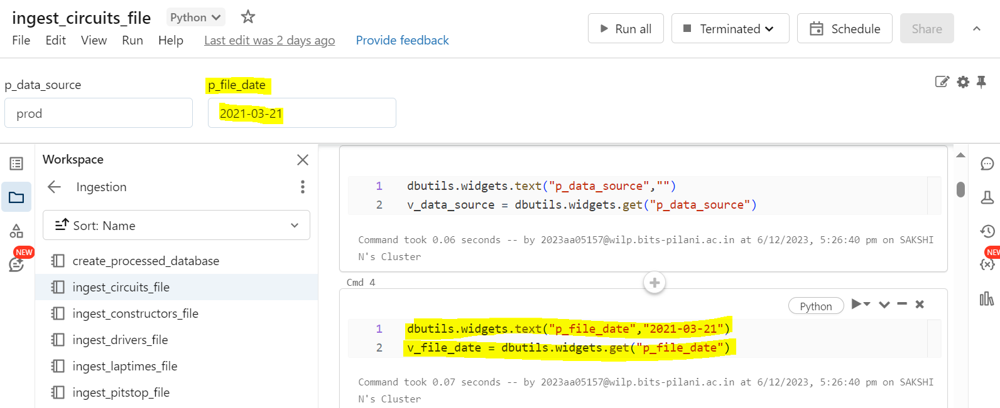 ingest_circuits_file Python
File Edit View Run Help Last edit was 2 days ago Provide feedback
Run all Terminated Schedule Share
p_data_source p_file_date
prod 2021-03-21
Workspace
Ingestion
Sort: Name
NEW
create_processed_database
ingest_circuits_file
ingest_constructors_file
ingest_drivers_file
ingest_laptimes_file
ingest_pitstop_file
1 dbutils.widgets.text("p_data_source","")
2 v_data_source = dbutils.widgets.get("p_data_source")
Command took 0.06 seconds -- by 2023aa05157@wilp.bits-pilani.ac.in at 6/12/2023, 5:26:40 pm on SAKSHI
N's Cluster
Cmd 4
Python
1 dbutils.widgets.text("p_file_date","2021-03-21")
2 v_file_date = dbutils.widgets.get("p_file_date")
Command took 0.07 seconds -- by 2023aa05157@wilp.bits-pilani.ac.in at 6/12/2023, 5:26:40 pm on SAKSHI
N's Cluster
NEW